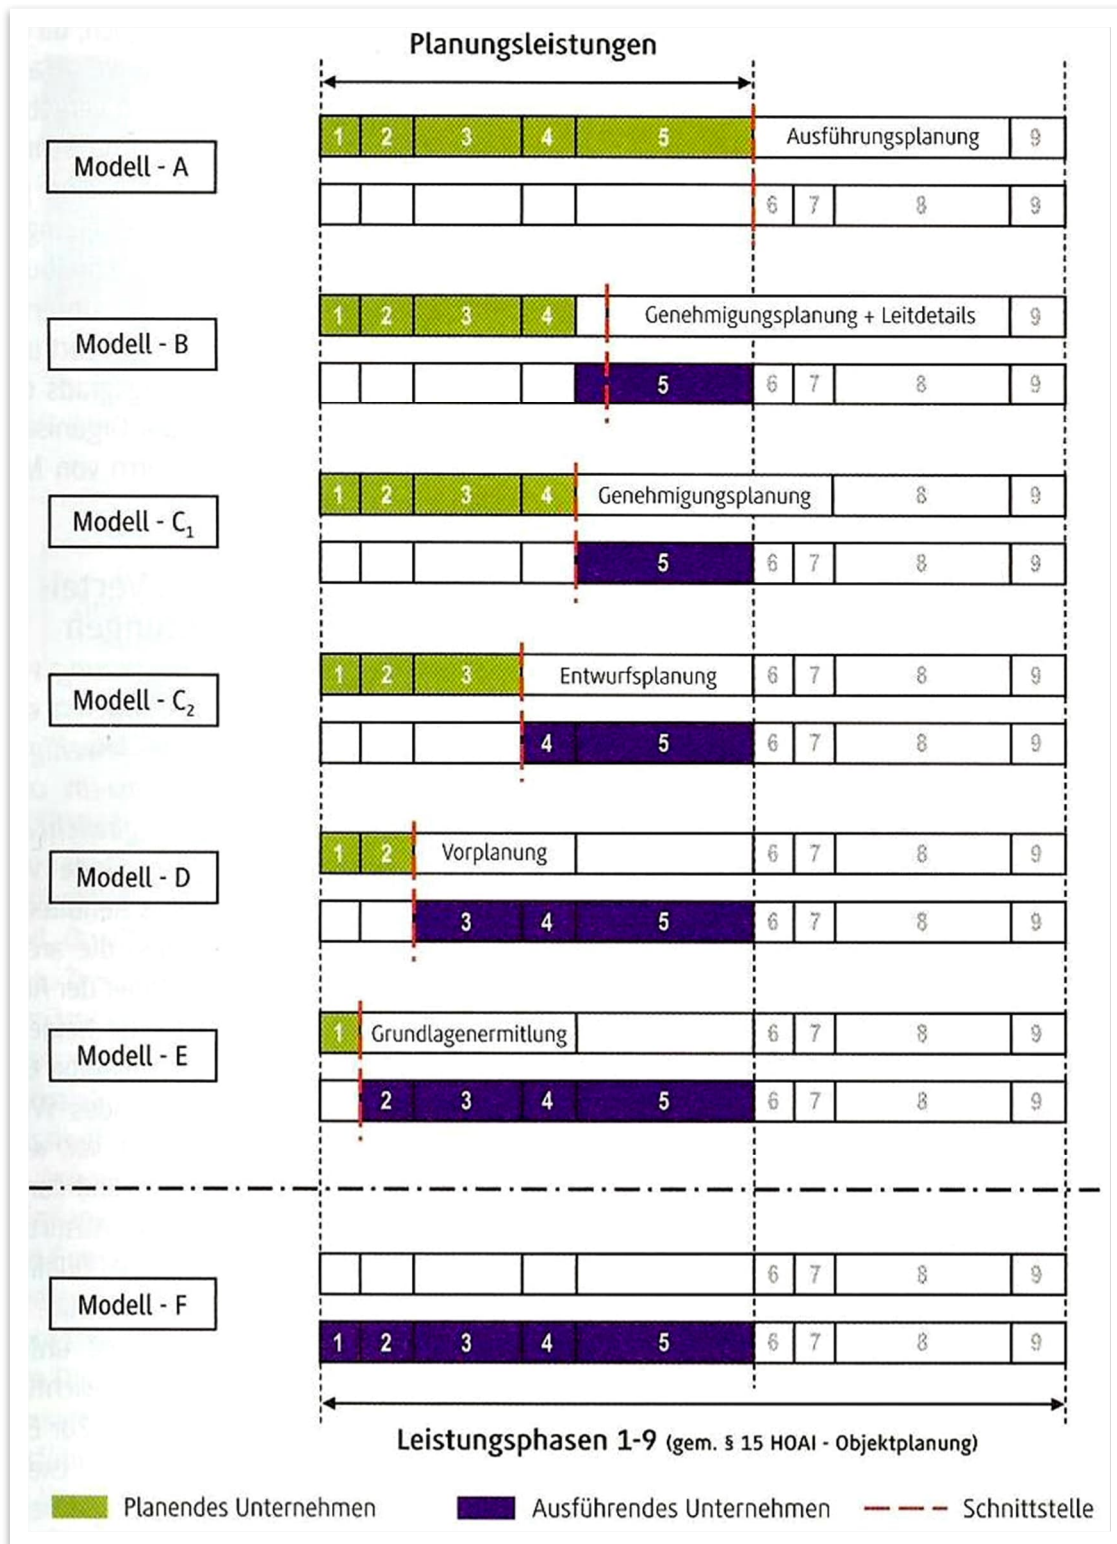 Planungsleistungen
1 2 3 4 5 Ausführungsplanung 9
Modell - A
6 7 8 9
1 2 3 4 Genehmigungsplanung + Leitdetails 9
Modell - B
5 6 7 8 9
1 2 3 4 Genehmigungsplanung 8 9
Modell - C1
5 6 7 8 9
1 2 3 Entwurfsplanung 6 7 8 9
Modell - C2
4 5 6 7 8 9
1 2 Vorplanung 6 7 8 9
Modell - D
3 4 5 6 7 8 9
1 Grundlagenermitlung 6 7 8 9
Modell - E
2 3 4 5 6 7 8 9
6 7 8 9
Modell - F
1 2 3 4 5 6 7 8 9
Leistungsphasen 1-9 (gem. § 15 HOAI - Objektplanung)
Planendes Unternehmen Ausführendes Unternehmen Schnittstelle